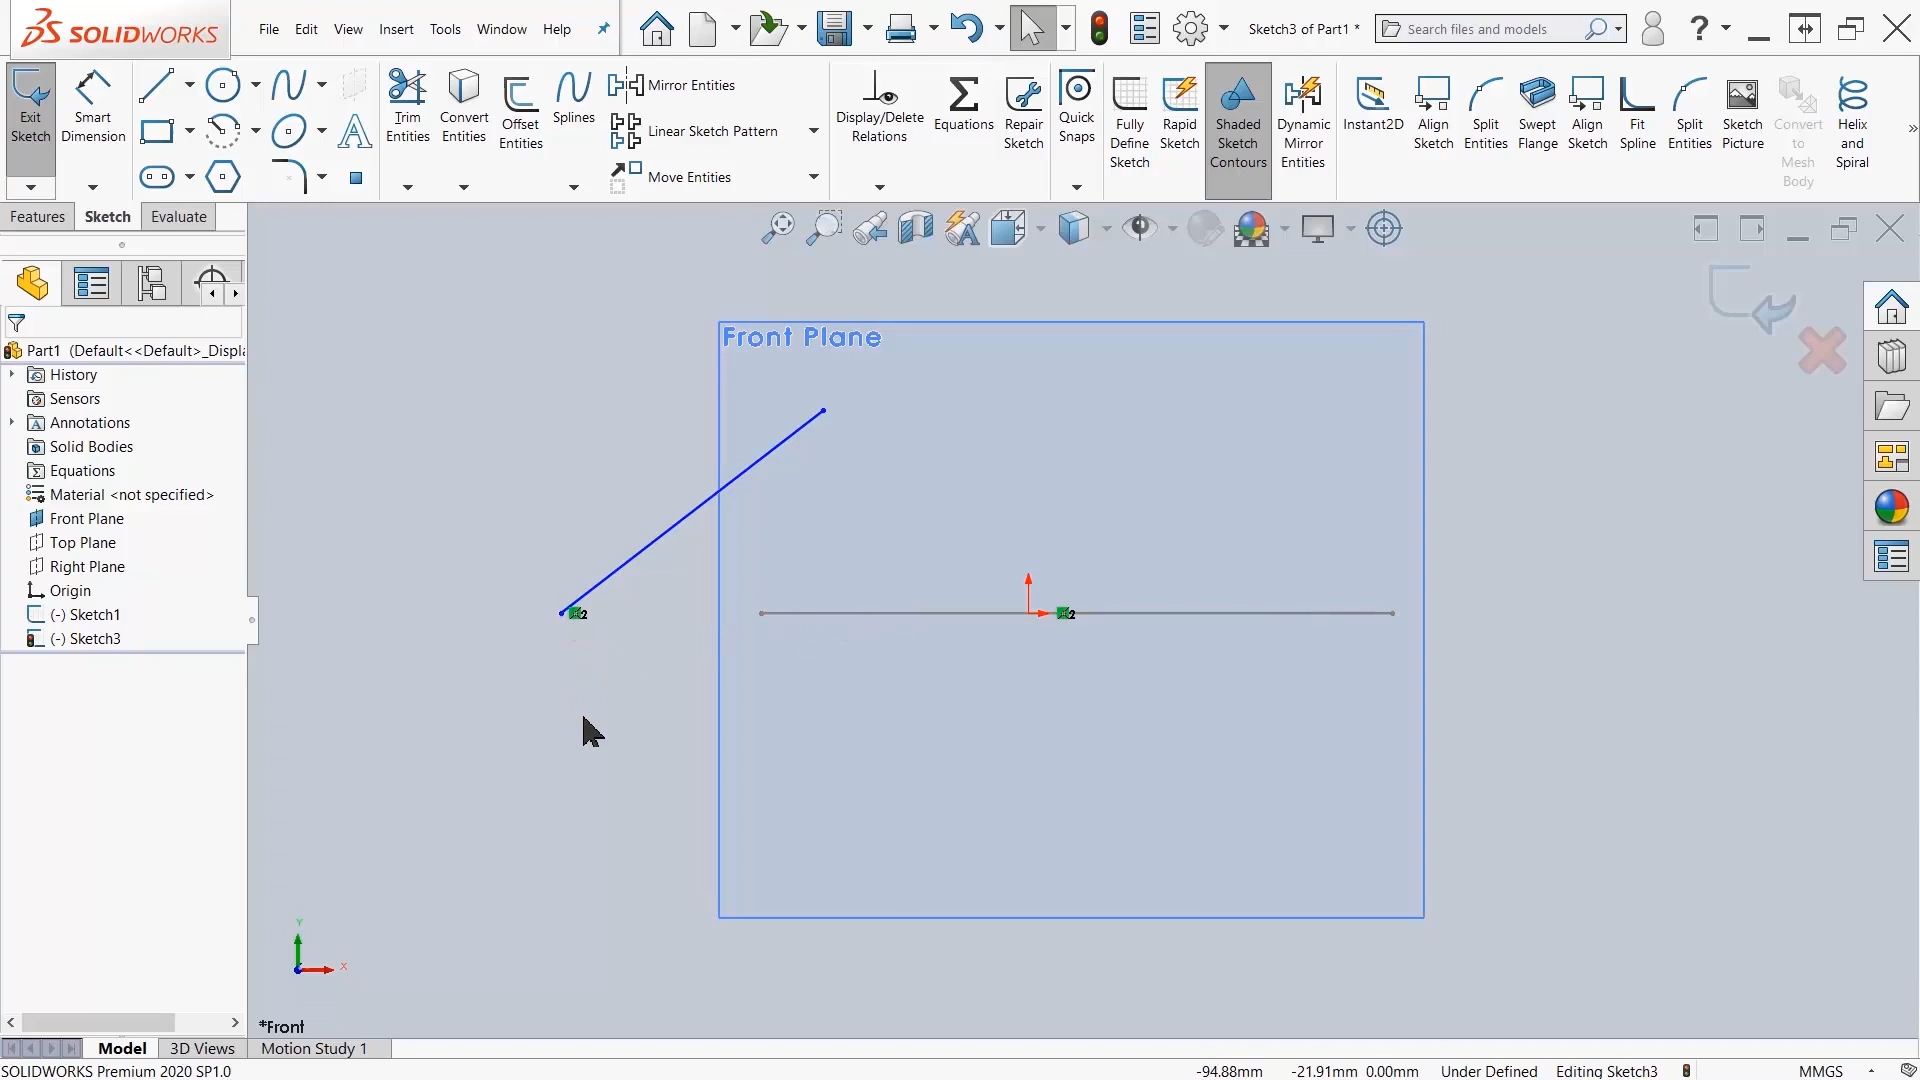 SOLIDWORKS
File Edit View Insert Tools Window Help
Sketch3 of Part1 *
Search files and models
Exit Sketch
Smart Dimension
Trim Entities
Convert Entities
Offset Entities
Splines
Mirror Entities
Linear Sketch Pattern
Move Entities
Display/Delete Relations
Equations
Repair Sketch
Quick Snaps
Fully Define Sketch
Rapid Sketch
Shaded Sketch Contours
Dynamic Mirror Entities
Instant2D
Align Sketch
Split Entities
Swept Flange
Align Sketch
Fit Spline
Split Entities
Sketch Picture
Convert to Mesh Body
Helix and Spiral
Features Sketch Evaluate
Part1 (Default<<Default>_Displa
History
Sensors
Annotations
Solid Bodies
Equations
Material <not specified>
Front Plane
Top Plane
Right Plane
Origin
(-) Sketch1
(-) Sketch3
Front Plane
2
2
Y
X
*Front
Model 3D Views Motion Study 1
SOLIDWORKS Premium 2020 SP1.0
-94.88mm -21.91mm 0.00mm Under Defined Editing Sketch3 MMGS